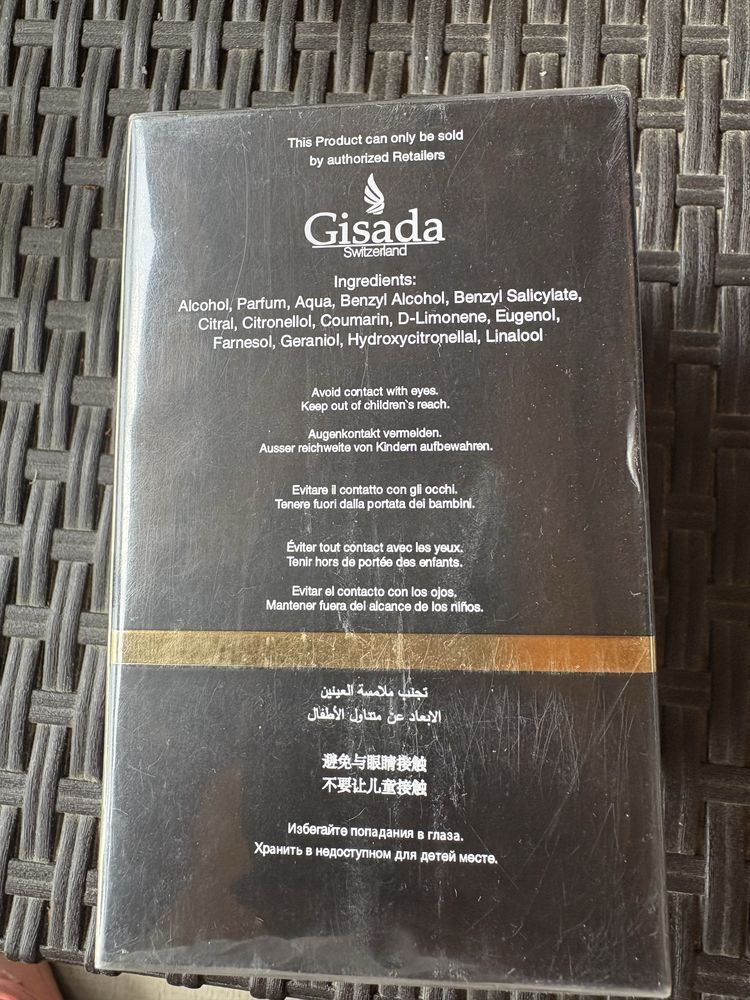 This Product can only be sold
by authorized Retailers
Gisada
Switzerland
Ingredients:
Alcohol, Parfum, Aqua, Benzyl Alcohol, Benzyl Salicylate,
Citral, Citronellol, Coumarin, D-Limonene, Eugenol,
Farnesol, Geraniol, Hydroxycitronellal, Linalool
Avoid contact with eyes.
Keep out of children`s reach.
Augenkontakt vermeiden.
Ausser reichweite von Kindern aufbewahren.
Evitare il contatto con gli occhi.
Tenere fuori dalla portata dei bambini.
Éviter tout contact avec les yeux.
Tenir hors de portée des enfants.
Evitar el contacto con los ojos.
Mantener fuera del alcance de los niños.
تجنب ملامسة العينين
الابعاد عن متناول الأطفال
避免与眼睛接触
不要让儿童接触
Избегайте попадания в глаза.
Хранить в недоступном для детей месте.